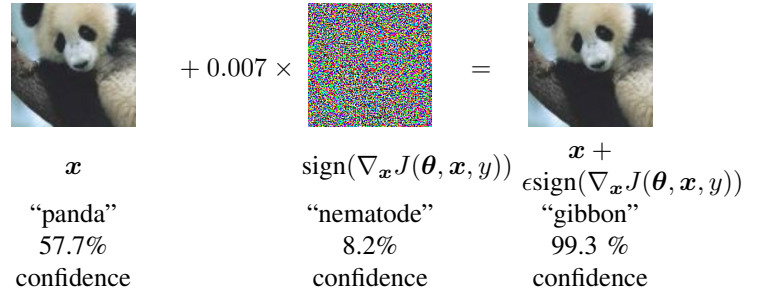 + 0.007 ×
=
x
sign(∇ₓJ(θ, x, y))
x +
ϵsign(∇ₓJ(θ, x, y))
“panda”
“nematode”
“gibbon”
57.7%
8.2%
99.3 %
confidence
confidence
confidence